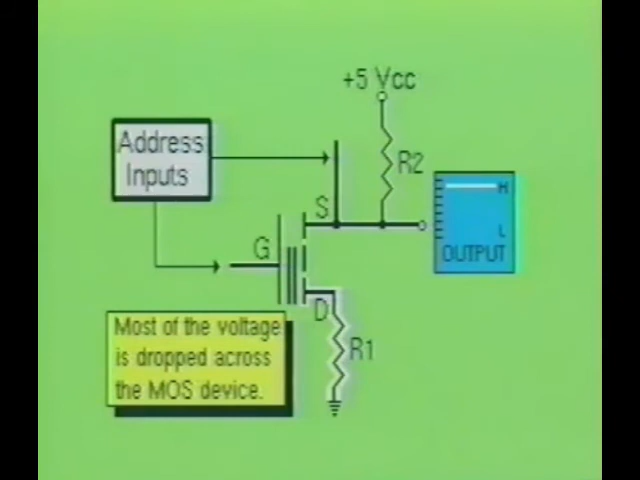 +5 Vcc
Address
Inputs
R2
H
S
L
G
OUTPUT
D
Most of the voltage
is dropped across
the MOS device.
R1